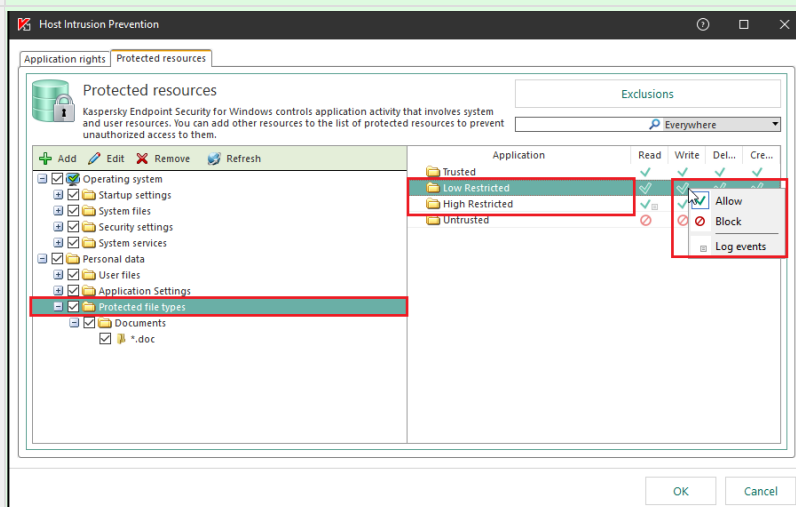 Host Intrusion Prevention
Application rights
Protected resources
Protected resources
Kaspersky Endpoint Security for Windows controls application activity that involves system
and user resources. You can add other resources to the list of protected resources to prevent
unauthorized access to them.
Exclusions
Everywhere
Add Edit Remove Refresh
Operating system
Startup settings
System files
Security settings
System services
Personal data
User files
Application Settings
Protected file types
Documents
*.doc
Application Read Write Del... Cre...
Trusted
Low Restricted
High Restricted
Untrusted
Allow
Block
Log events
OK Cancel